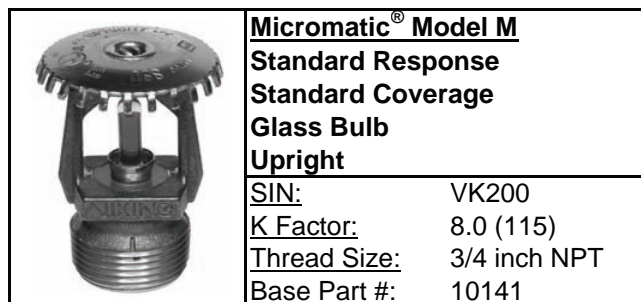 Micromatic® Model M
Standard Response
Standard Coverage
Glass Bulb
Upright
SIN: VK200
K Factor: 8.0 (115)
Thread Size: 3/4 inch NPT
Base Part #: 10141
VIKING